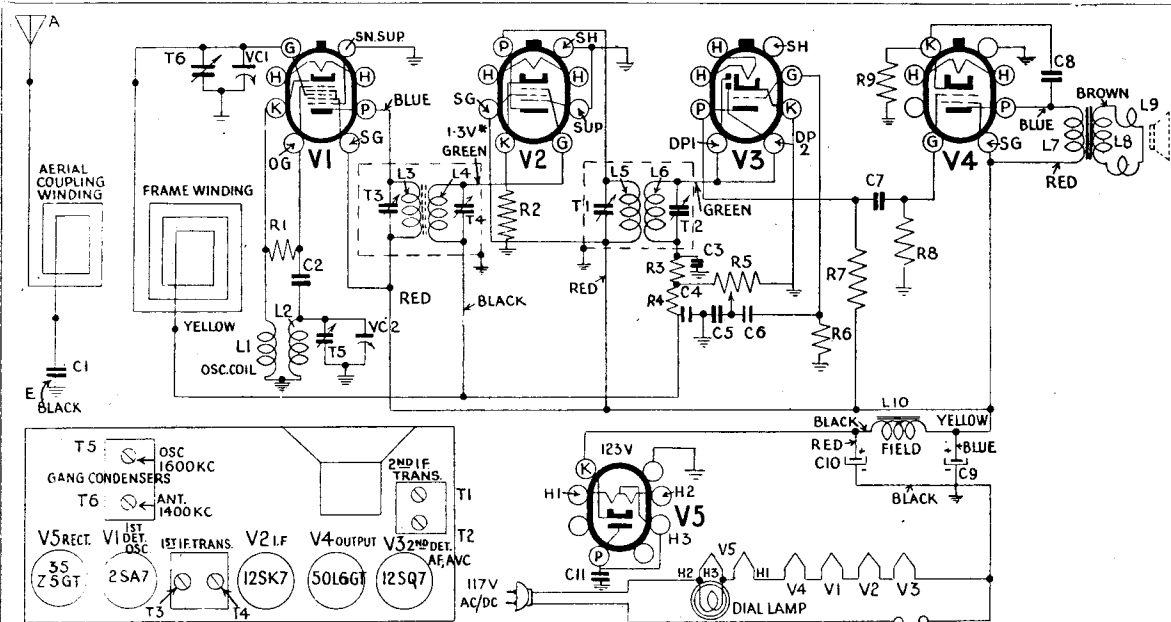 A
T6
VC1
G
SN.SUP
H
H
K
P
BLUE
OG
SG
V1
AERIAL
COUPLING
WINDING
FRAME WINDING
YELLOW
C1
E
BLACK
R1
C2
L2
L1
OSC.COIL
T5
VC2
P
SH
H
H
SG
SUP
K
G
V2
1·3V*
GREEN
L3
L4
T3
T4
R2
RED
BLACK
H
SH
H
G
P
K
DP1
DP
2
V3
L5
L6
T1
T2
GREEN
RED
C3
R3
R4
C4
R5
C5
C6
R6
K
R9
H
H
P
G
SG
V4
C8
BROWN
L9
BLUE
L7
L8
RED
C7
R7
R8
L10
BLACK
YELLOW
RED
FIELD
BLUE
C10
C9
BLACK
T5
OSC
1600KC
GANG CONDENSERS
T6
ANT.
1400KC
2ND IF
TRANS.
T1
T2
V5 RECT.
V1 1ST
DET.
OSC
1ST I.F. TRANS.
V2 I.F
V4 OUTPUT
V3 2ND DET.
AF, AVC
35
Z5GT
2SA7
12SK7
50L6GT
12SQ7
T3
T4
K
123V
H1
H2
H3
P
V5
C11
117V
AC/DC
V5
H2
H3
H1
V4
V1
V2
V3
DIAL LAMP